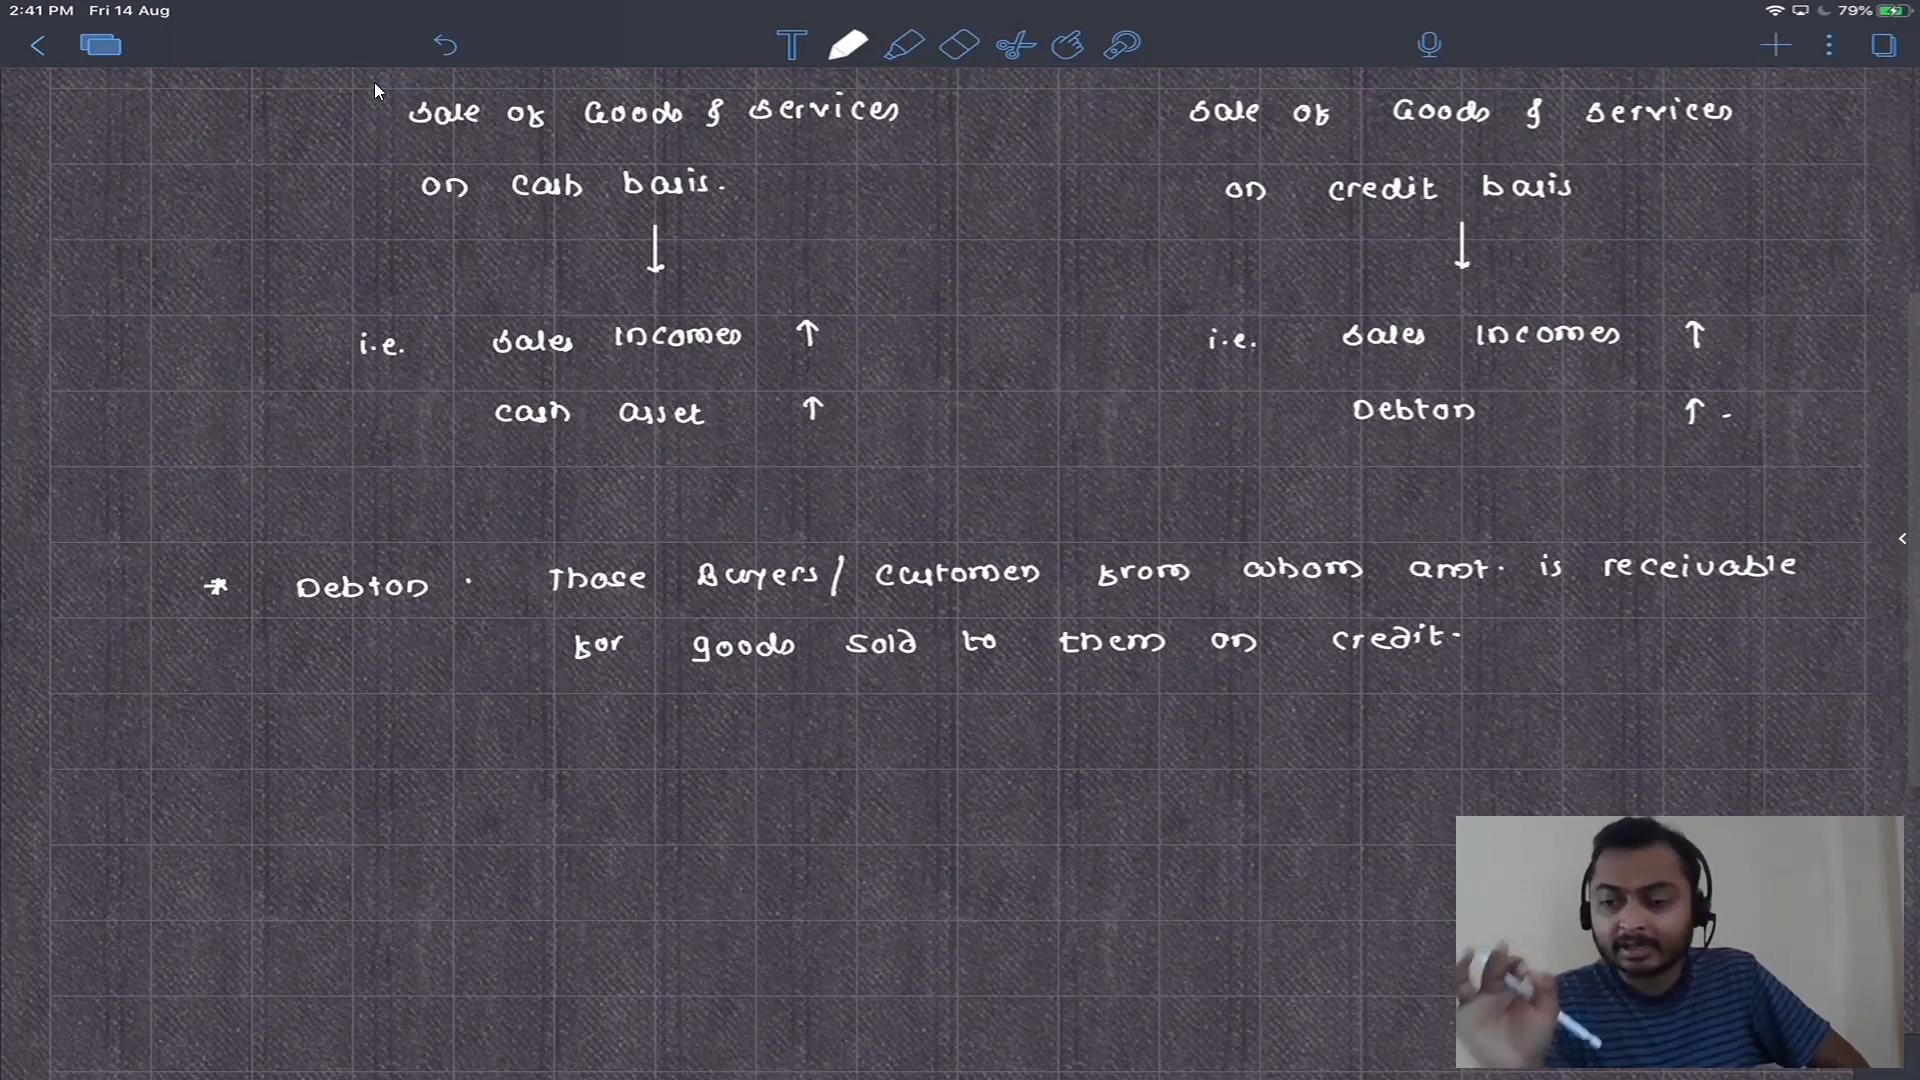 2:41 PM Fri 14 Aug
79%
Sale of Goods & Services
on cash basis.
i.e. Sales Incomes ↑
cash asset ↑
Sale of Goods & Services
on credit basis
i.e. Sales Incomes ↑
Debtors ↑ -
* Debtors · Those Buyers/ Customers from whom amt. is receivable
for goods sold to them on credit.